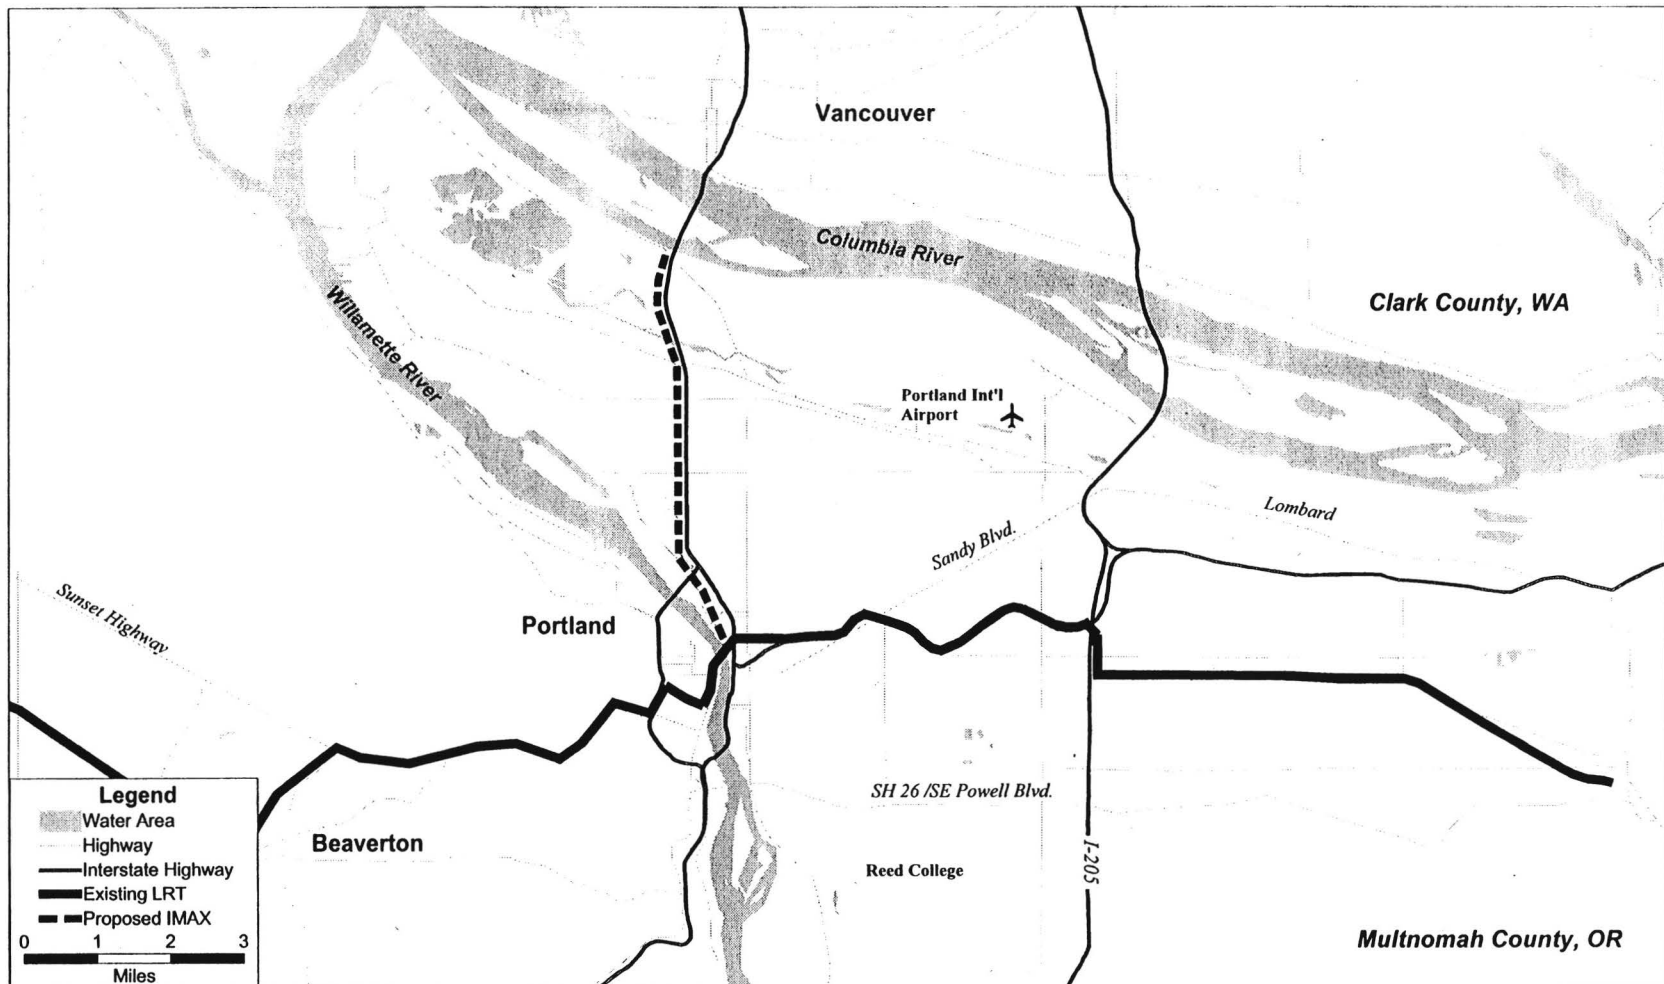 Vancouver
Columbia River
Clark County, WA
Willamette River
Portland Int'l
Airport
Lombard
Sandy Blvd.
Sunset Highway
Portland
SH 26 /SE Powell Blvd.
Beaverton
Reed College
I-205
Multnomah County, OR
Legend
Water Area
Highway
Interstate Highway
Existing LRT
Proposed IMAX
0 1 2 3
Miles